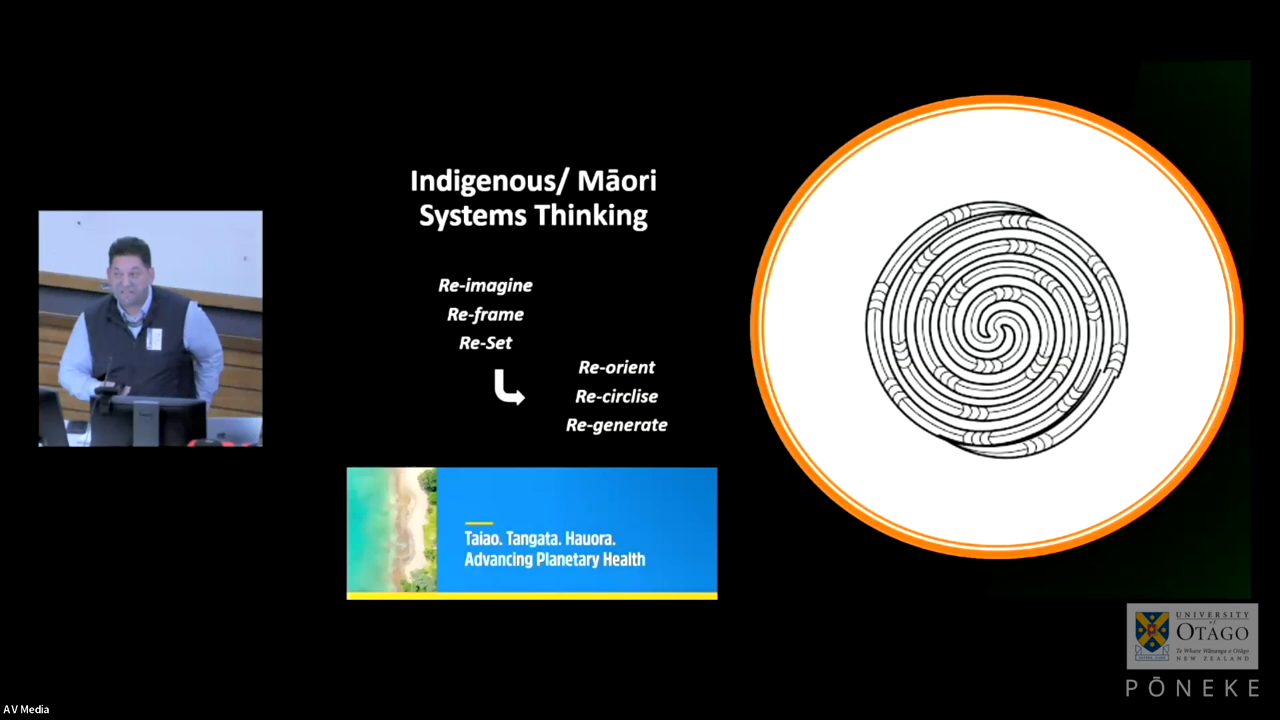 Indigenous/ Māori
Systems Thinking
Re-imagine
Re-frame
Re-Set
Re-orient
Re-circlise
Re-generate
Taiao. Tangata. Hauora.
Advancing Planetary Health
UNIVERSITY
of
OTAGO
Te Whare Wānanga o Otāgo
NEW ZEALAND
PŌNEKE
AV Media